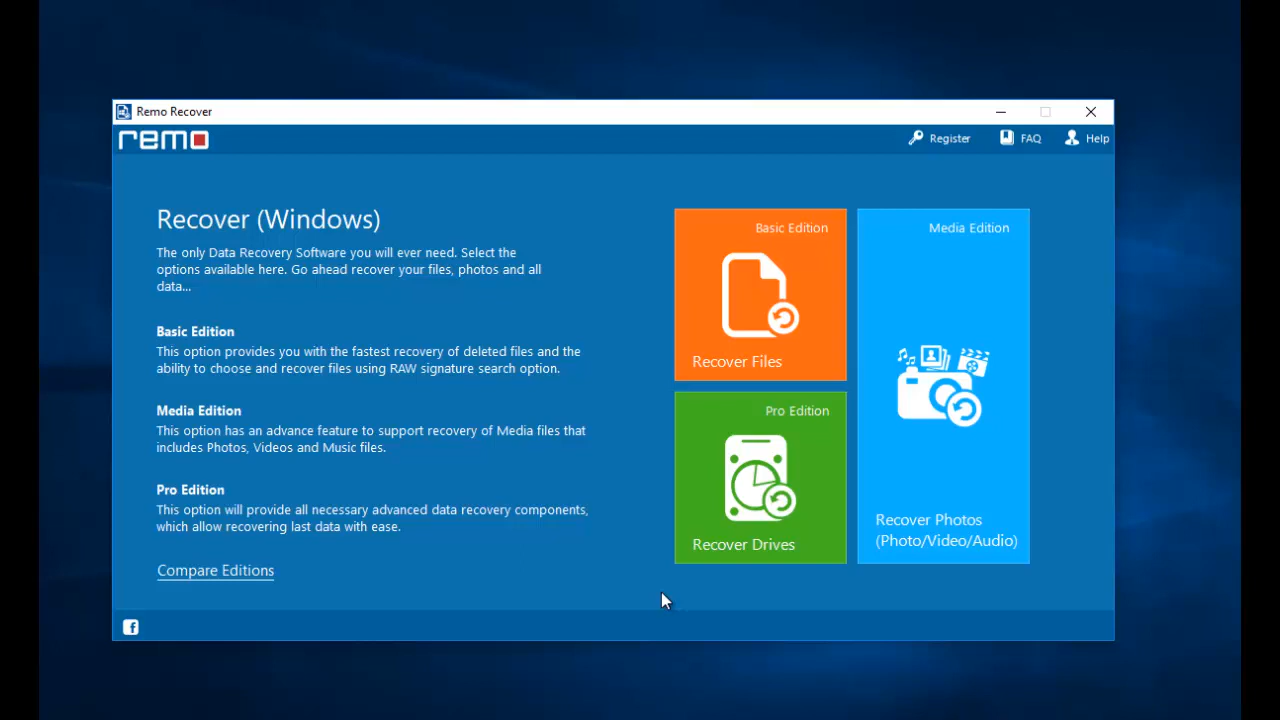 Remo Recover
remo
Register
FAQ
Help
Recover (Windows)
The only Data Recovery Software you will ever need. Select the
options available here. Go ahead recover your files, photos and all
data...
Basic Edition
This option provides you with the fastest recovery of deleted files and the
ability to choose and recover files using RAW signature search option.
Media Edition
This option has an advance feature to support recovery of Media files that
includes Photos, Videos and Music files.
Pro Edition
This option will provide all necessary advanced data recovery components,
which allow recovering last data with ease.
Compare Editions
Basic Edition
Recover Files
Pro Edition
Recover Drives
Media Edition
Recover Photos
(Photo/Video/Audio)
f